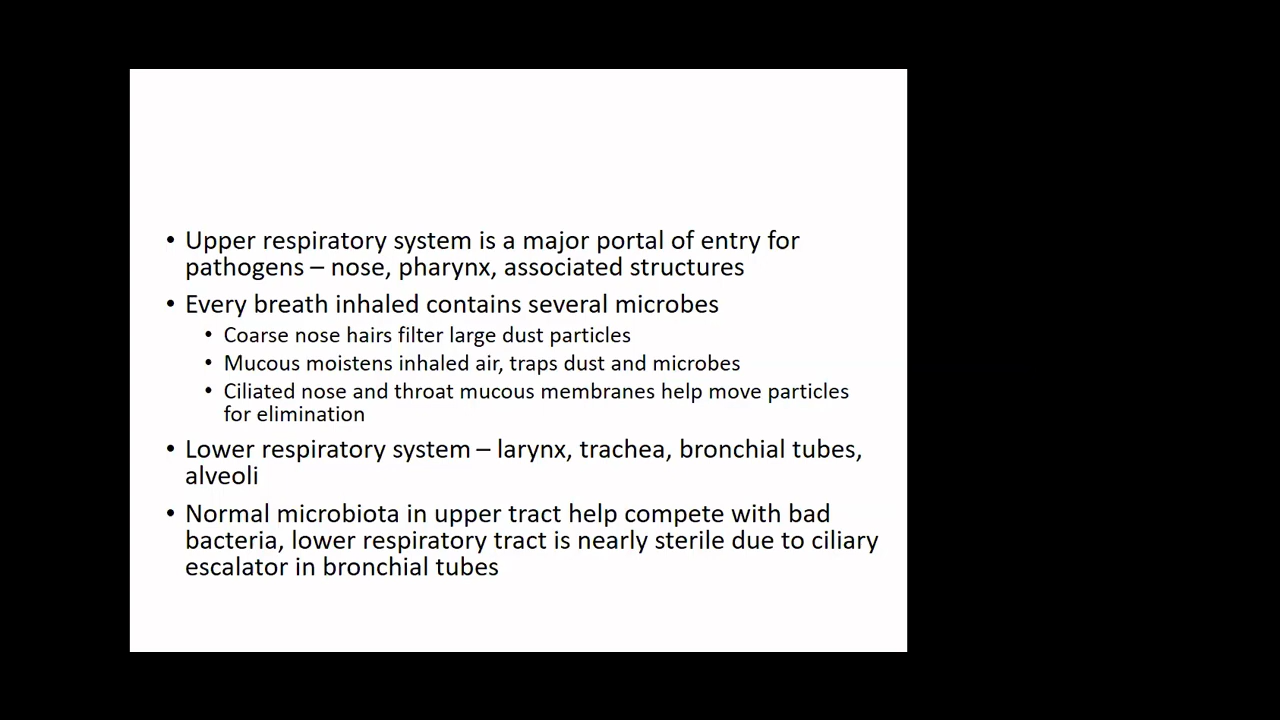 • Upper respiratory system is a major portal of entry for
pathogens – nose, pharynx, associated structures
• Every breath inhaled contains several microbes
• Coarse nose hairs filter large dust particles
• Mucous moistens inhaled air, traps dust and microbes
• Ciliated nose and throat mucous membranes help move particles
for elimination
• Lower respiratory system – larynx, trachea, bronchial tubes,
alveoli
• Normal microbiota in upper tract help compete with bad
bacteria, lower respiratory tract is nearly sterile due to ciliary
escalator in bronchial tubes